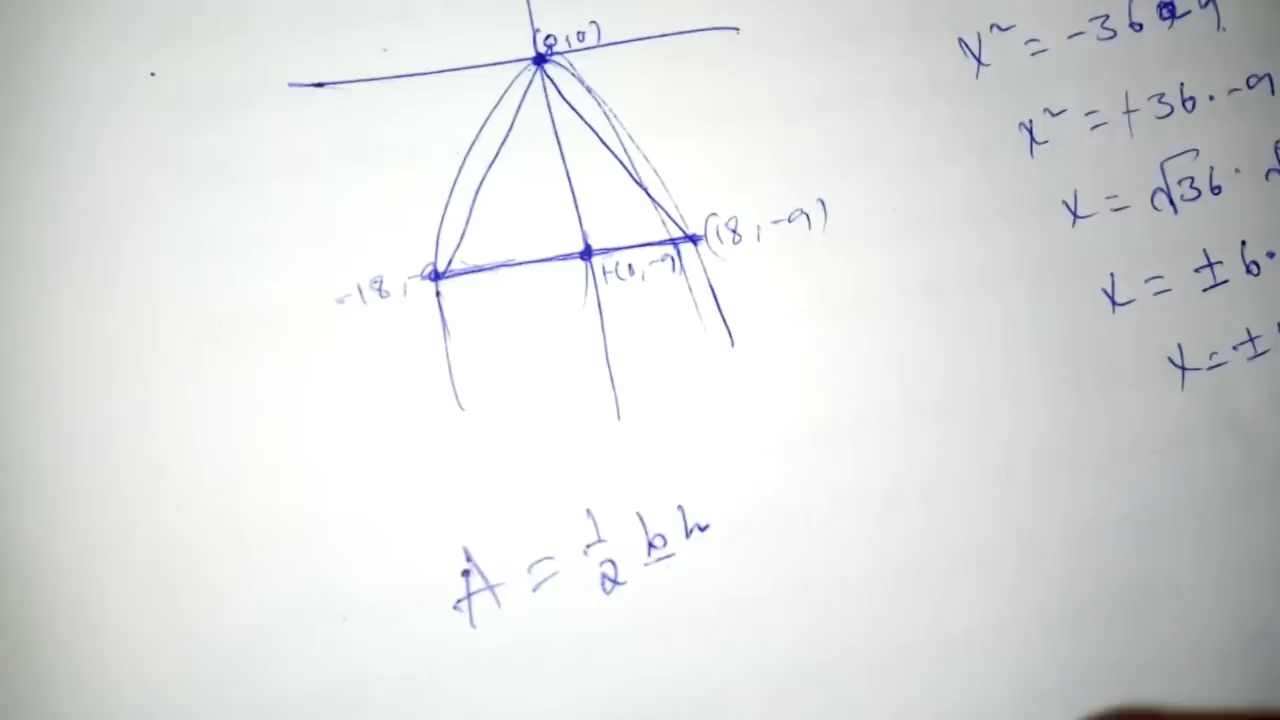 (0,0)
x² = -36
x² = +36 · -9
x = √36 ·
x = ± 6 ·
x = ±
(18, -9)
-18, -9
F(0, -9)
A = 1/2 bh